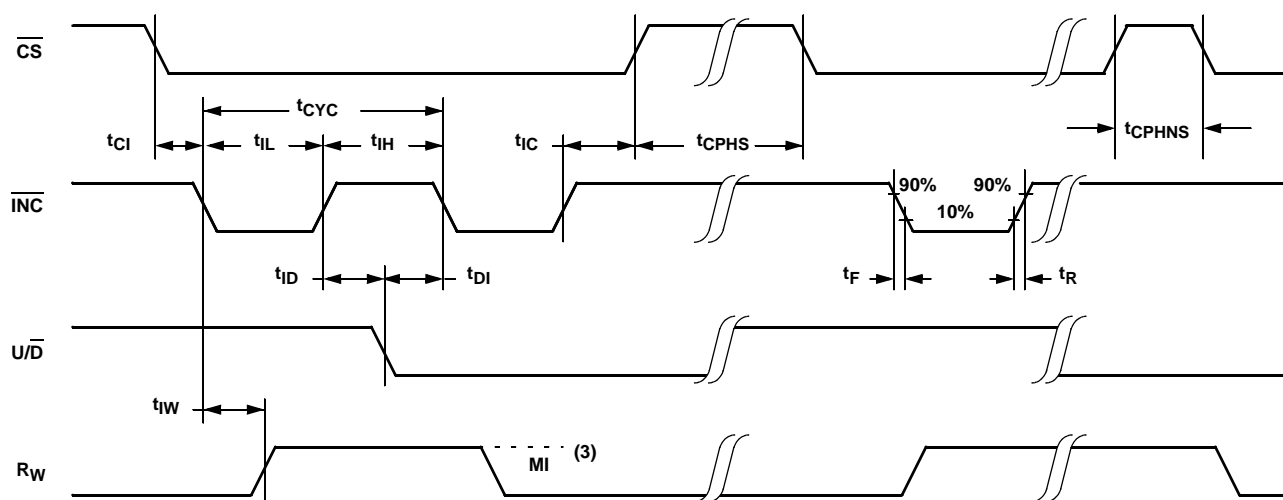 CS
tCYC
tCI tIL tIH tIC tCPHS tCPHNS
INC
90% 90%
10%
tID tDI tF tR
U/D
tIW
(3)
MI
RW